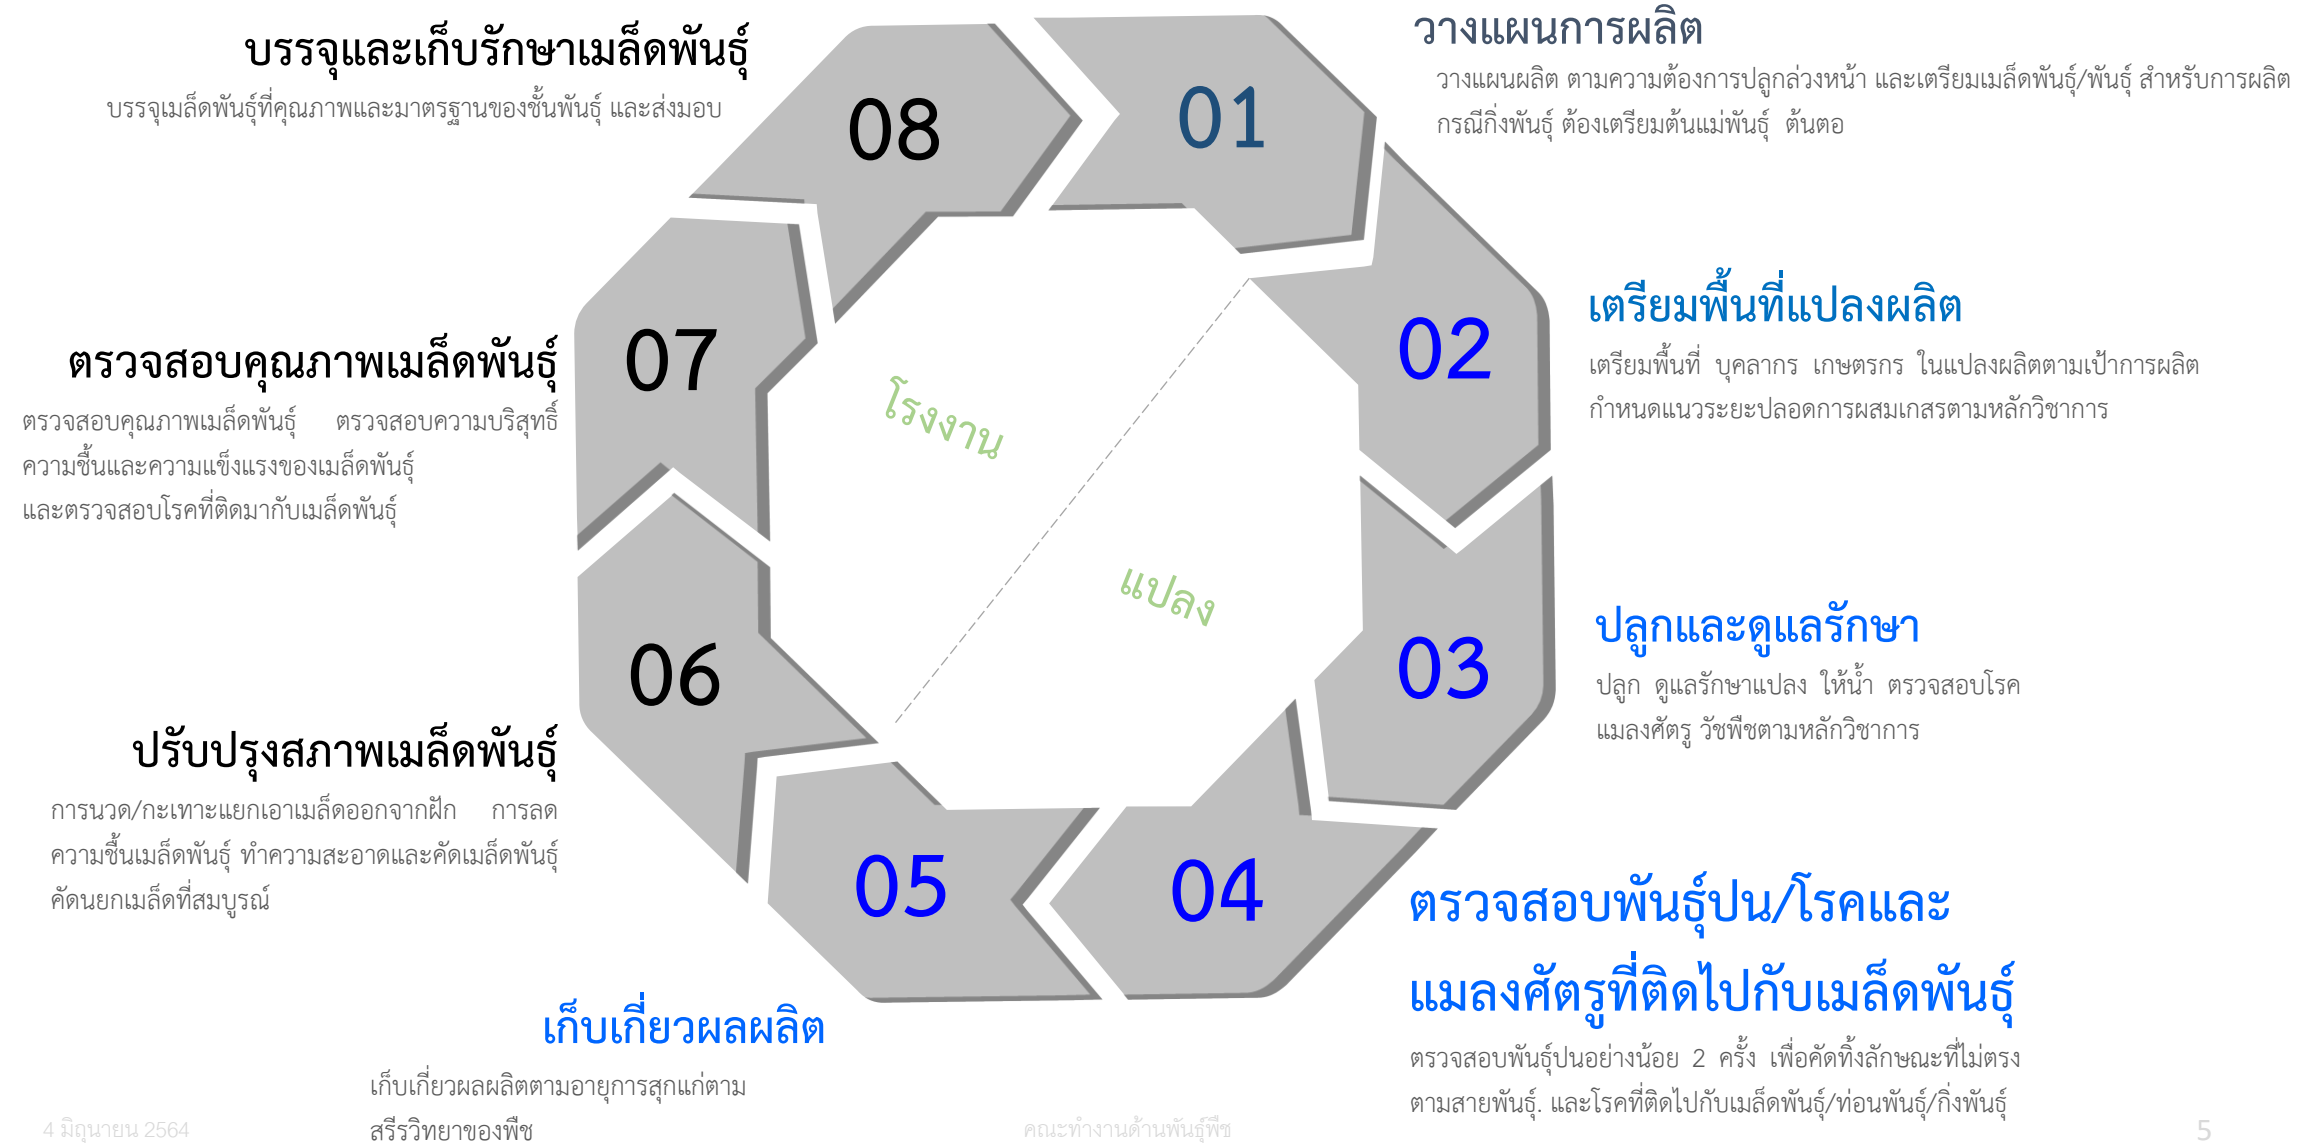 01
วางแผนการผลิต
วางแผนผลิต ตามความต้องการปลูกล่วงหน้า และเตรียมเมล็ดพันธุ์/พันธุ์ สำหรับการผลิต
กรณีกิ่งพันธุ์ ต้องเตรียมต้นแม่พันธุ์ ต้นตอ
02
เตรียมพื้นที่แปลงผลิต
เตรียมพื้นที่ บุคลากร เกษตรกร ในแปลงผลิตตามเป้าการผลิต
กำหนดแนวระยะปลอดการผสมเกสรตามหลักวิชาการ
03
ปลูกและดูแลรักษา
ปลูก ดูแลรักษาแปลง ให้น้ำ ตรวจสอบโรค
แมลงศัตรู วัชพืชตามหลักวิชาการ
04
ตรวจสอบพันธุ์ปน/โรคและ
แมลงศัตรูที่ติดไปกับเมล็ดพันธุ์
ตรวจสอบพันธุ์ปนอย่างน้อย 2 ครั้ง เพื่อคัดทิ้งลักษณะที่ไม่ตรง
ตามสายพันธุ์. และโรคที่ติดไปกับเมล็ดพันธุ์/ท่อนพันธุ์/กิ่งพันธุ์
05
เก็บเกี่ยวผลผลิต
เก็บเกี่ยวผลผลิตตามอายุการสุกแก่ตาม
สรีรวิทยาของพืช
06
ปรับปรุงสภาพเมล็ดพันธุ์
การนวด/กะเทาะแยกเอาเมล็ดออกจากฝัก การลด
ความชื้นเมล็ดพันธุ์ ทำความสะอาดและคัดเมล็ดพันธุ์
คัดนยกเมล็ดที่สมบูรณ์
07
ตรวจสอบคุณภาพเมล็ดพันธุ์
ตรวจสอบคุณภาพเมล็ดพันธุ์ ตรวจสอบความบริสุทธิ์
ความชื้นและความแข็งแรงของเมล็ดพันธุ์
และตรวจสอบโรคที่ติดมากับเมล็ดพันธุ์
08
บรรจุและเก็บรักษาเมล็ดพันธุ์
บรรจุเมล็ดพันธุ์ที่คุณภาพและมาตรฐานของชั้นพันธุ์ และส่งมอบ
โรงงาน
แปลง
4 มิถุนายน 2564
คณะทำงานด้านพันธุ์พืช
5